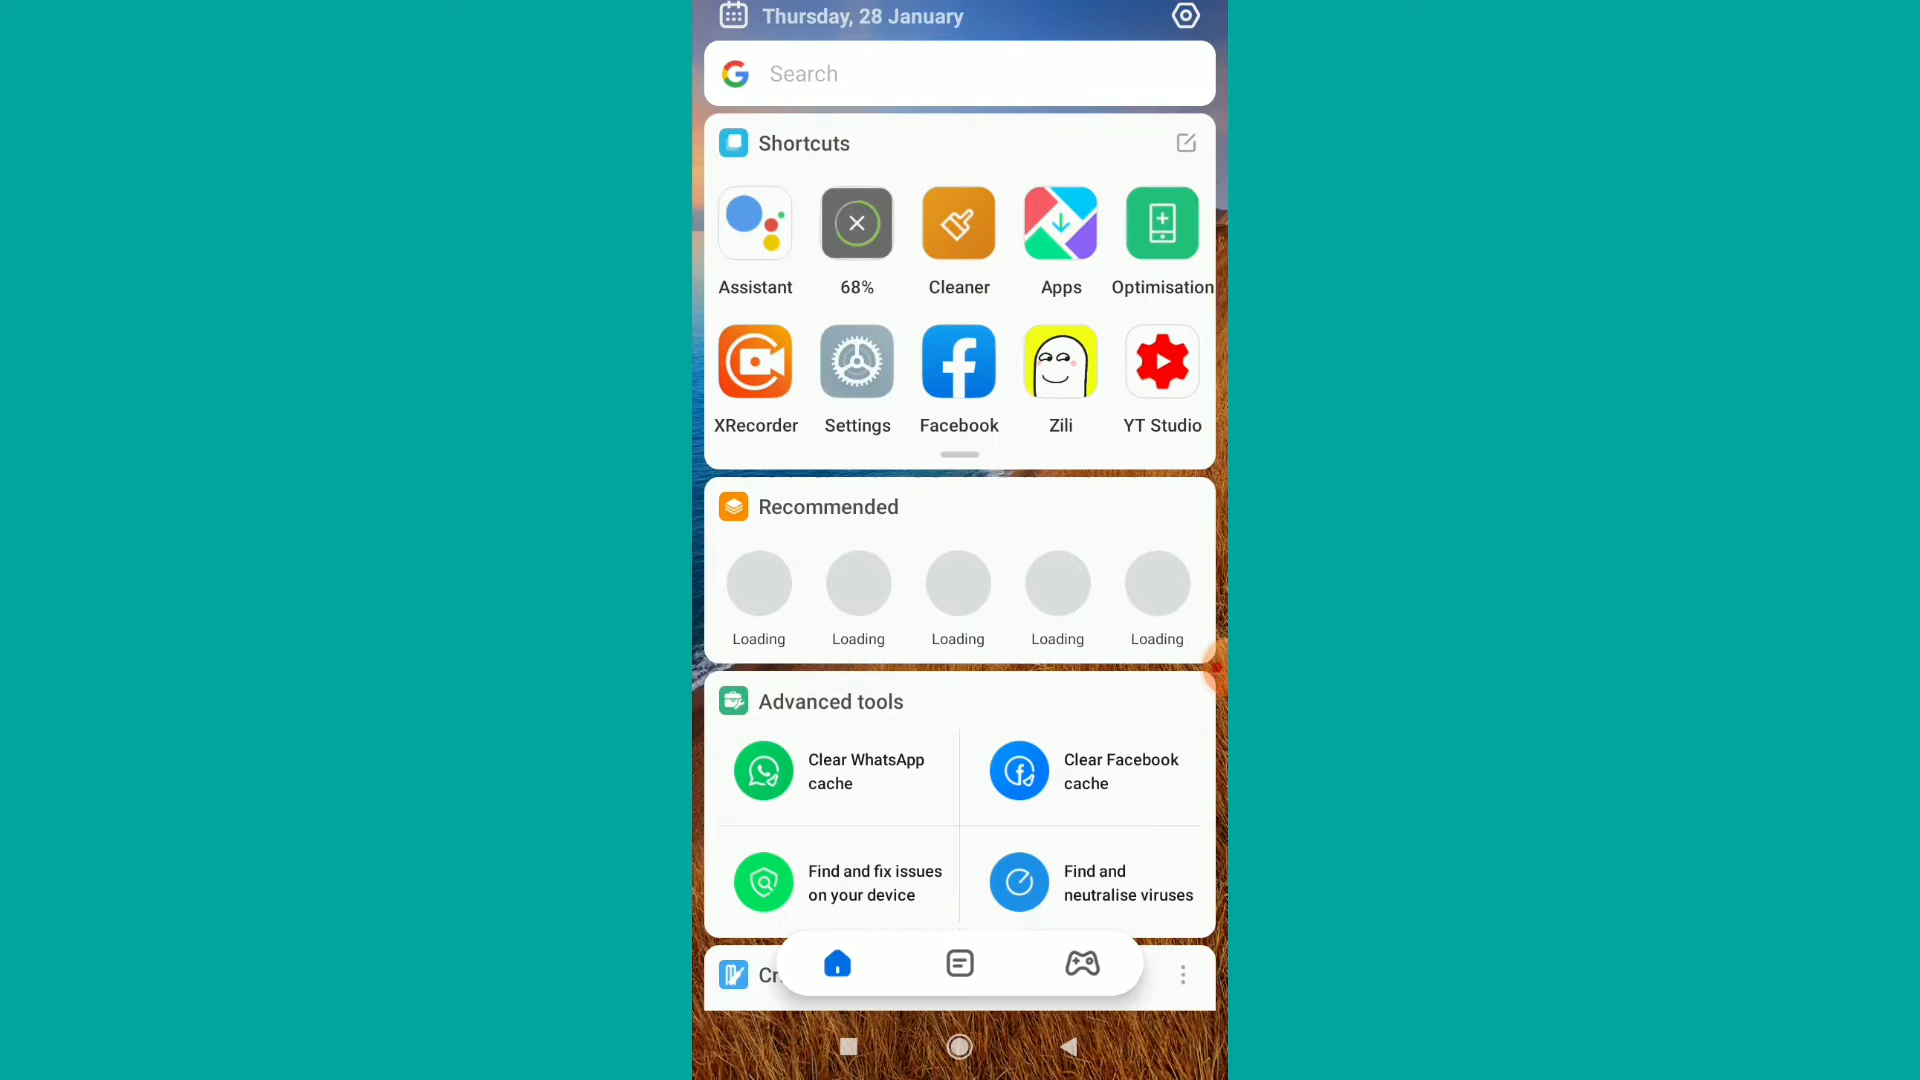 Thursday, 28 January
Search
Shortcuts
Assistant 68% Cleaner Apps Optimisation
XRecorder Settings Facebook Zili YT Studio
Recommended
Loading Loading Loading Loading Loading
Advanced tools
Clear WhatsApp
cache
Clear Facebook
cache
Find and fix issues
on your device
Find and
neutralise viruses